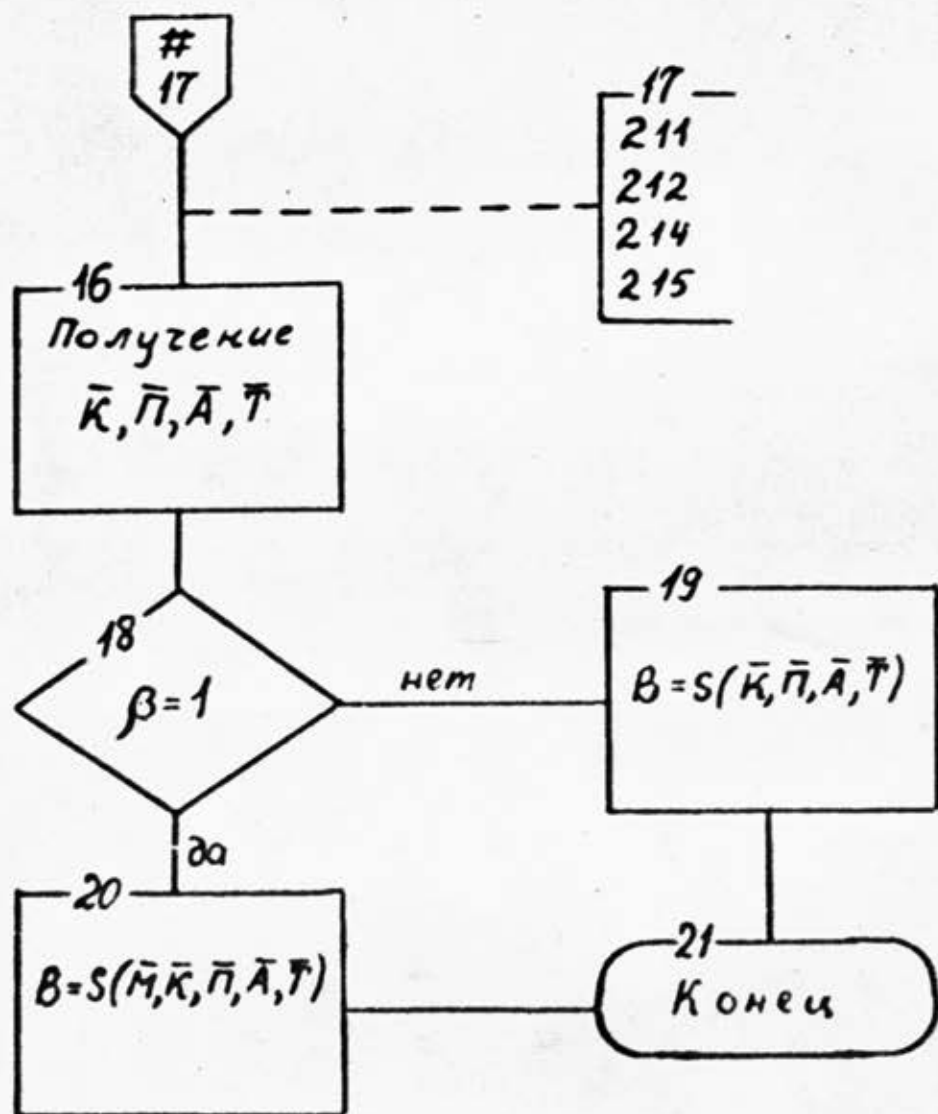 #
17
17
211
212
214
215
16
Получение
K̄, П̄, Ā, T̄
18
β=1
нет
да
19
B=S(K̄, П̄, Ā, T̄)
20
B=S(M̄, K̄, П̄, Ā, T̄)
21
Конец